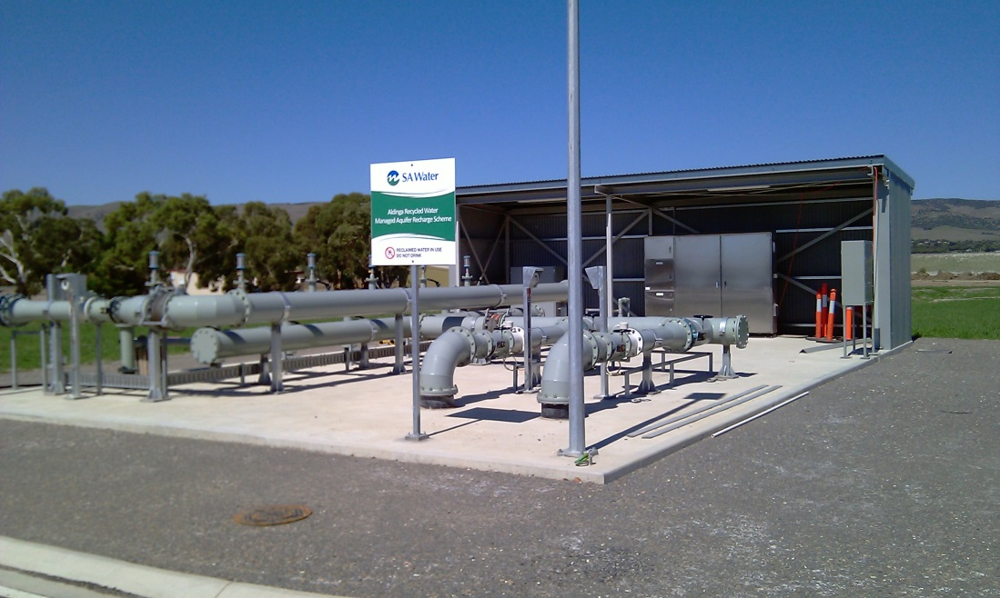 SA Water
Aldinga Recycled Water
Managed Aquifer Recharge Scheme
RECLAIMED WATER IN USE
DO NOT DRINK